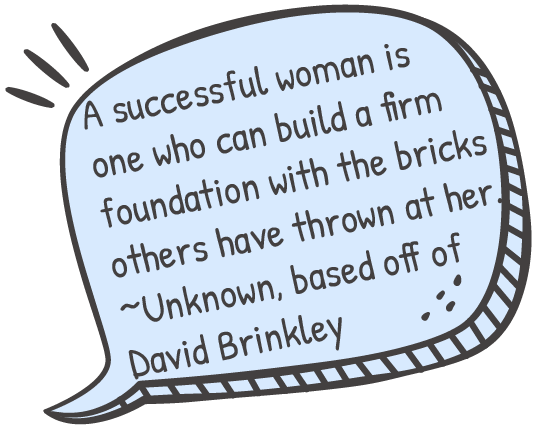 A successful woman is
one who can build a firm
foundation with the bricks
others have thrown at her.
~Unknown, based off of
David Brinkley